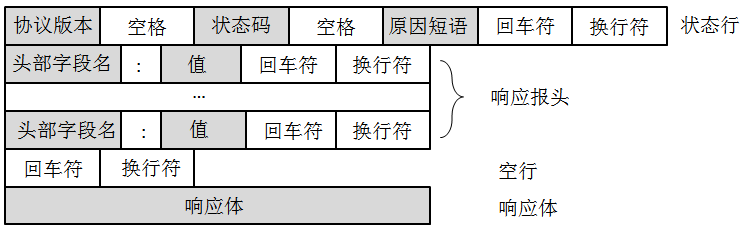 协议版本 空格 状态码 空格 原因短语 回车符 换行符 状态行
头部字段名 : 值 回车符 换行符
...
响应报头
头部字段名 : 值 回车符 换行符
回车符 换行符 空行
响应体 响应体